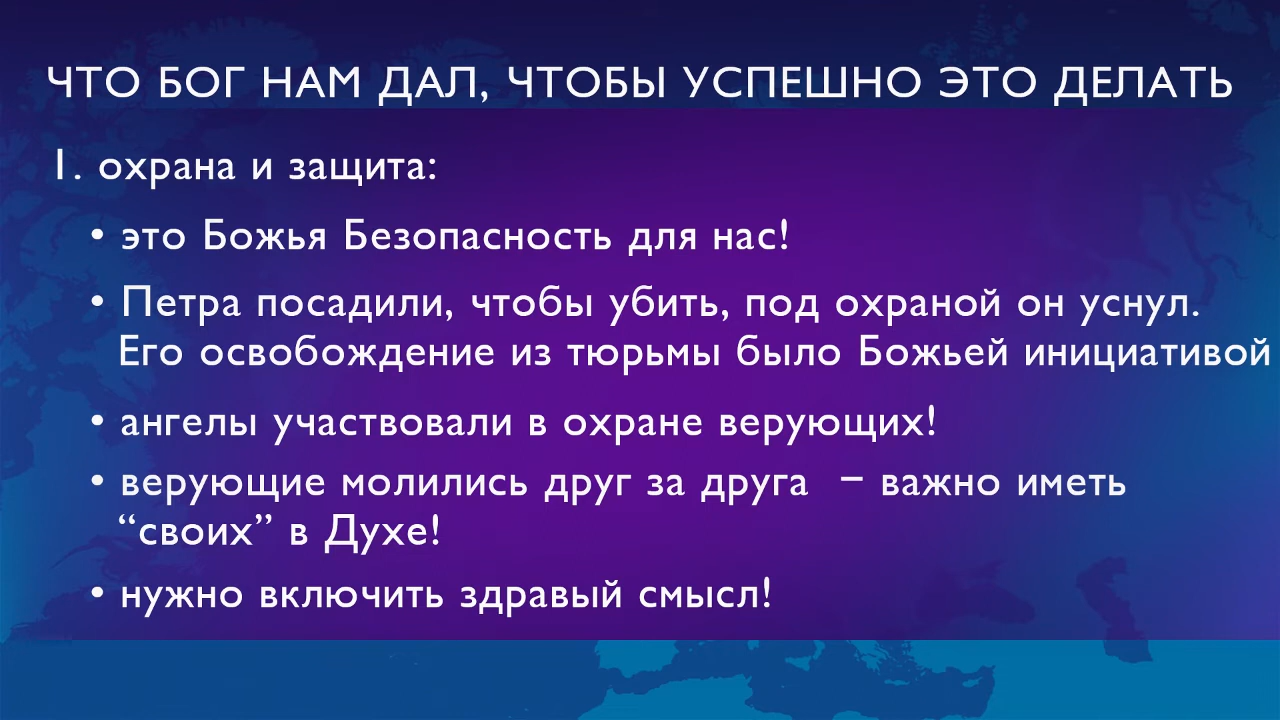 ЧТО БОГ НАМ ДАЛ, ЧТОБЫ УСПЕШНО ЭТО ДЕЛАТЬ
1. охрана и защита:
• это Божья Безопасность для нас!
• Петра посадили, чтобы убить, под охраной он уснул.
Его освобождение из тюрьмы было Божьей инициативой
• ангелы участвовали в охране верующих!
• верующие молились друг за друга – важно иметь
“своих” в Духе!
• нужно включить здравый смысл!